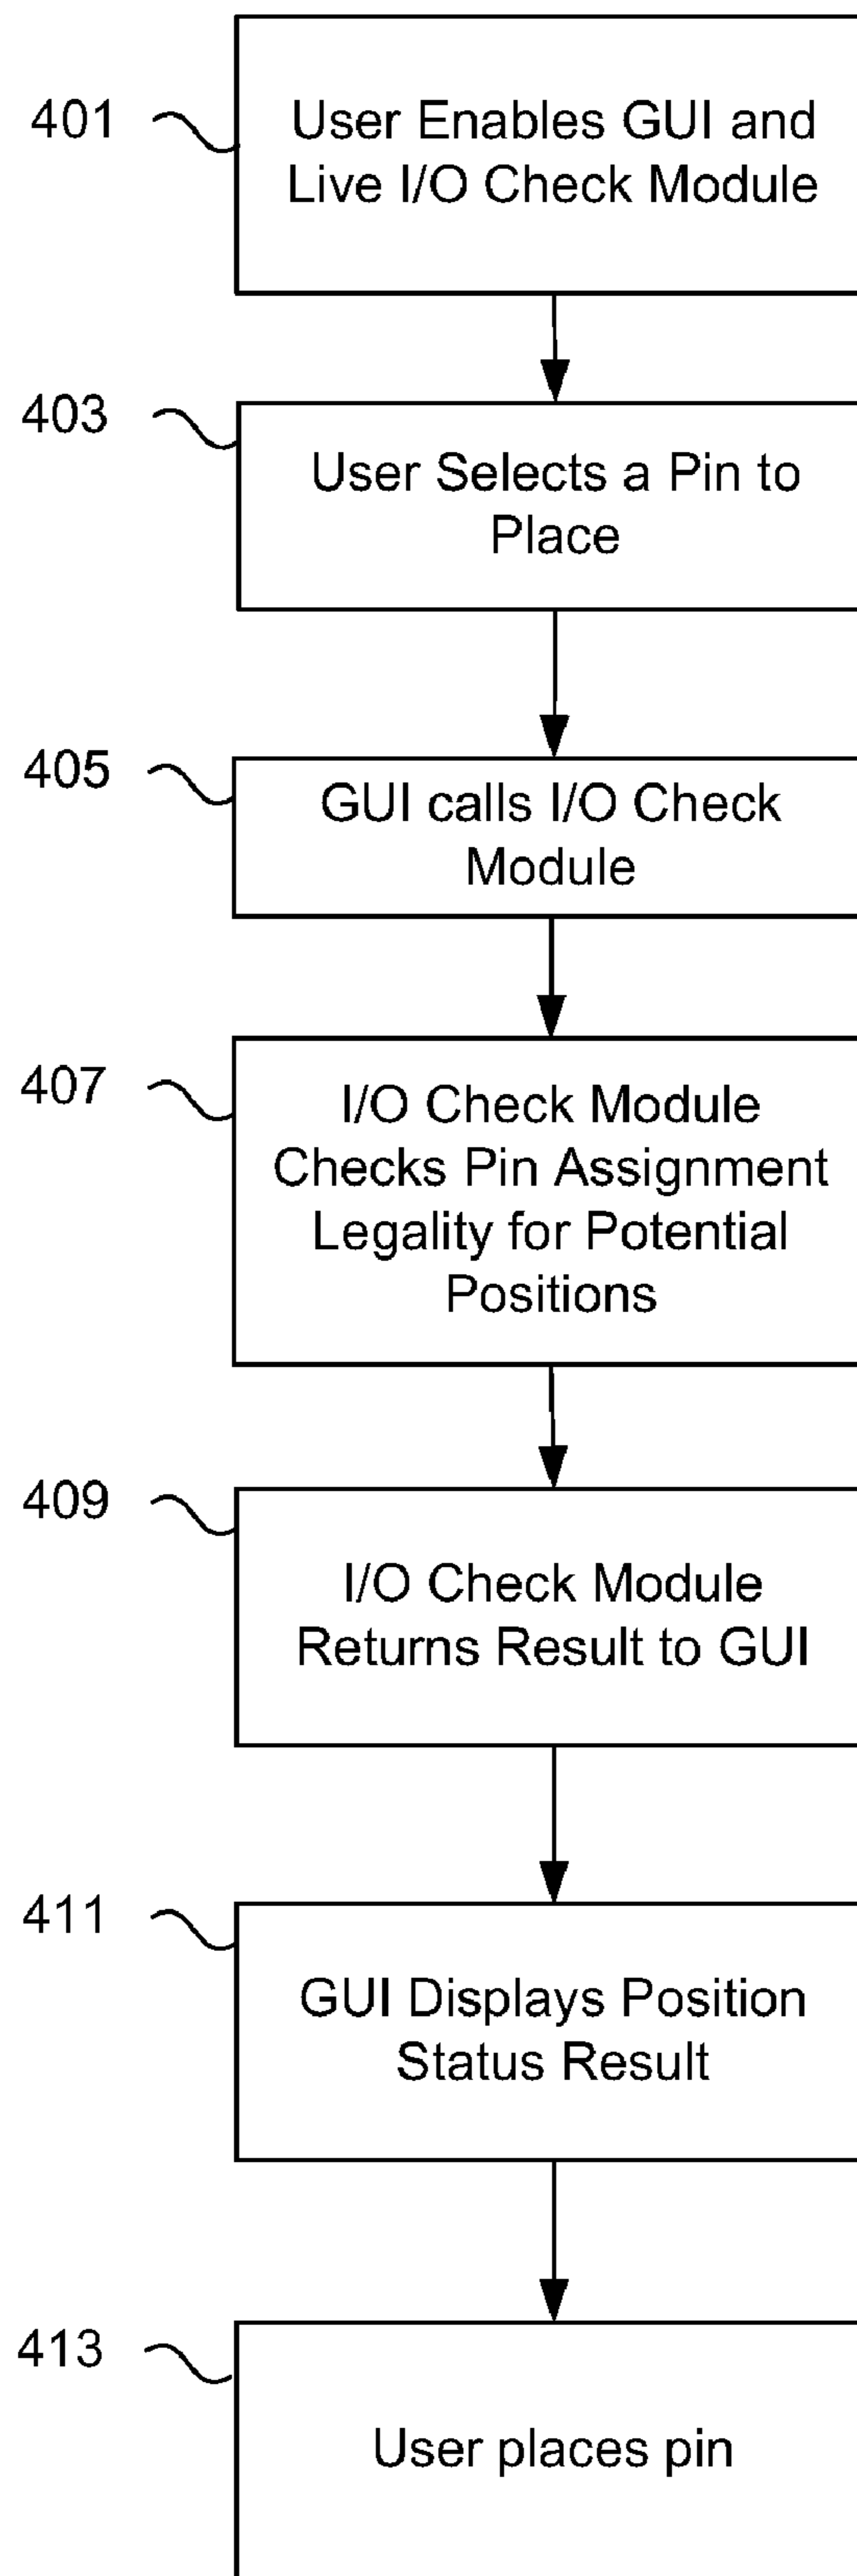 401
User Enables GUI and
Live I/O Check Module
403
User Selects a Pin to
Place
405
GUI calls I/O Check
Module
407
I/O Check Module
Checks Pin Assignment
Legality for Potential
Positions
409
I/O Check Module
Returns Result to GUI
411
GUI Displays Position
Status Result
413
User places pin